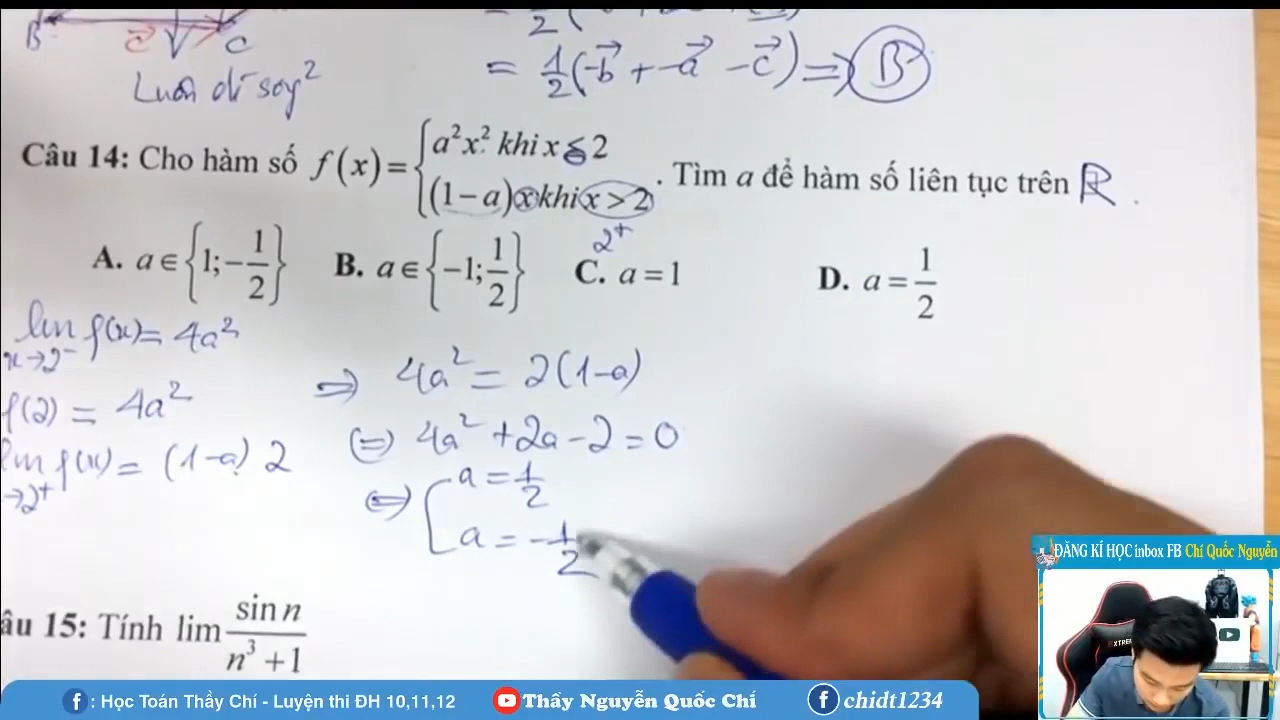 B c⃗ C
Luôn đi soy²
= 1/2(-b⃗ + -a⃗ - c⃗) => B
Câu 14: Cho hàm số f(x) = { a²x² khi x ≤ 2
(1-a)x khi x > 2 . Tìm a để hàm số liên tục trên R.
2⁺
A. a ∈ {1; -1/2} B. a ∈ {-1; 1/2} C. a = 1 D. a = 1/2
lim x→2⁻ f(x) = 4a²
f(2) = 4a²
lim →2⁺ f(x) = (1-a) 2
=> 4a² = 2(1-a)
(=) 4a² + 2a - 2 = 0
<=> [ a = 1/2
a = -1/2
âu 15: Tính lim sin n / (n³ + 1)
ĐĂNG KÍ HỌC inbox FB Chí Quốc Nguyễn
XTRE
f : Học Toán Thầy Chí - Luyện thi ĐH 10,11,12 Thầy Nguyễn Quốc Chí f chidt1234